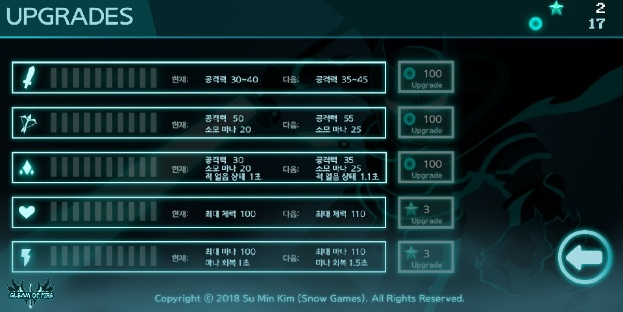 UPGRADES
2
17
현재: 공격력 30-40 다음: 공격력 35-45
100
Upgrade
현재: 공격력 50 다음: 공격력 55
소모 마나 20 소모 마나 25
100
Upgrade
현재: 공격력 30 다음: 공격력 35
소모 마나 20 소모 마나 25
적 얼음 상태 1초 적 얼음 상태 1.1초
100
Upgrade
현재: 최대 체력 100 다음: 최대 체력 110
3
Upgrade
현재: 최대 마나 100 다음: 최대 마나 110
마나 회복 1초 마나 회복 1.5초
3
Upgrade
GLEAM OF FIRE
Copyright © 2018 Su Min Kim (Snow Games). All Rights Reserved.